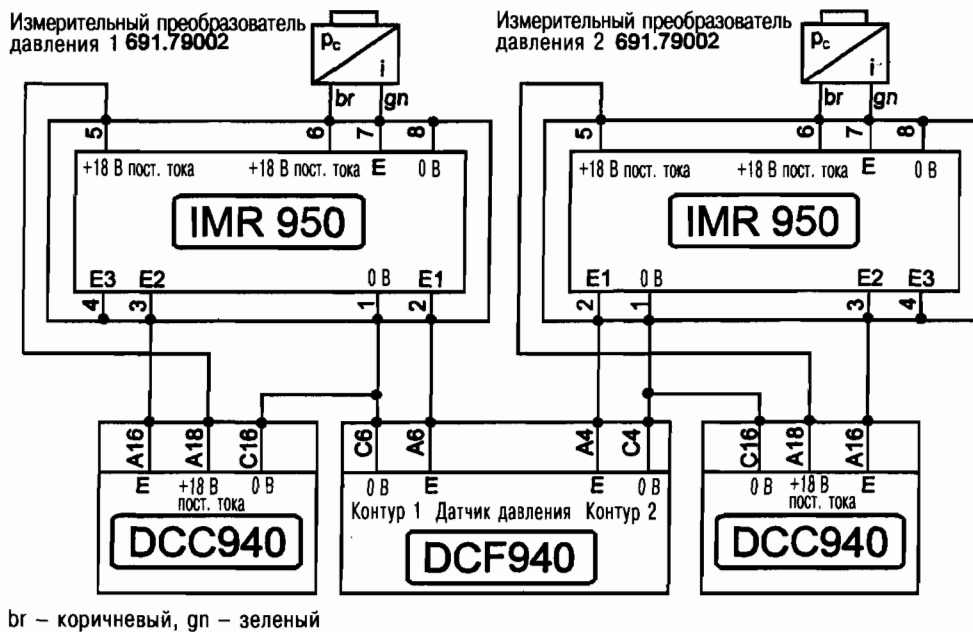 Измерительный преобразователь
давления 1 691.79002
Измерительный преобразователь
давления 2 691.79002
pc
i
pc
i
br gn
br gn
5 6 7 8
5 6 7 8
+18 В пост. тока +18 В пост. тока E 0 В
+18 В пост. тока +18 В пост. тока E 0 В
IMR 950
IMR 950
E3 E2 0 В E1
E1 0 В E2 E3
4 3 1 2
2 1 3 4
A16 A18 C16
C6 A6 A4 C4
C16 A18 A16
E +18 В 0 В
пост. тока
0 В E E 0 В
Контур 1 Датчик давления Контур 2
0 В +18 В E
пост. тока
DCC940
DCF940
DCC940
br – коричневый, gn – зеленый